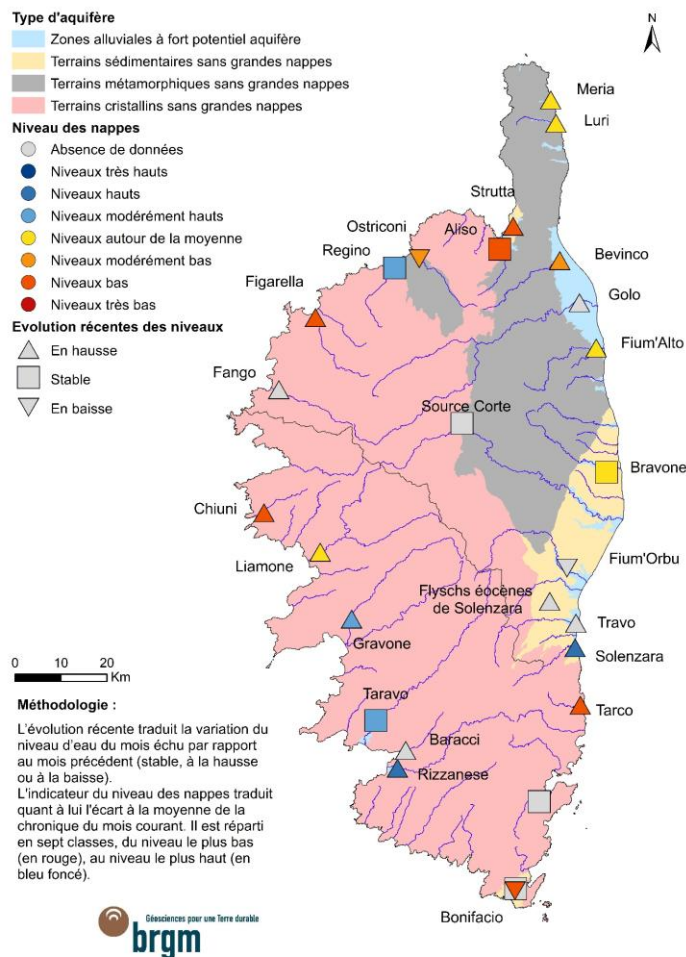 Type d'aquifère
Zones alluviales à fort potentiel aquifère
Terrains sédimentaires sans grandes nappes
Terrains métamorphiques sans grandes nappes
Terrains cristallins sans grandes nappes
Niveau des nappes
Absence de données
Niveaux très hauts
Niveaux hauts
Niveaux modérément hauts
Niveaux autour de la moyenne
Niveaux modérément bas
Niveaux bas
Niveaux très bas
Evolution récentes des niveaux
En hausse
Stable
En baisse
N
Meria
Luri
Strutta
Ostriconi
Aliso
Regino
Bevinco
Figarella
Golo
Fium'Alto
Fango
Source Corte
Bravone
Chiuni
Liamone
Fium'Orbu
Flyschs éocènes
de Solenzara
Travo
Gravone
Solenzara
0 10 20
Km
Taravo
Tarco
Baracci
Rizzanese
Bonifacio
Méthodologie :
L'évolution récente traduit la variation du
niveau d'eau du mois échu par rapport
au mois précédent (stable, à la hausse
ou à la baisse).
L'indicateur du niveau des nappes traduit
quant à lui l'écart à la moyenne de la
chronique du mois courant. Il est réparti
en sept classes, du niveau le plus bas
(en rouge), au niveau le plus haut (en
bleu foncé).
Géosciences pour une Terre durable
brgm